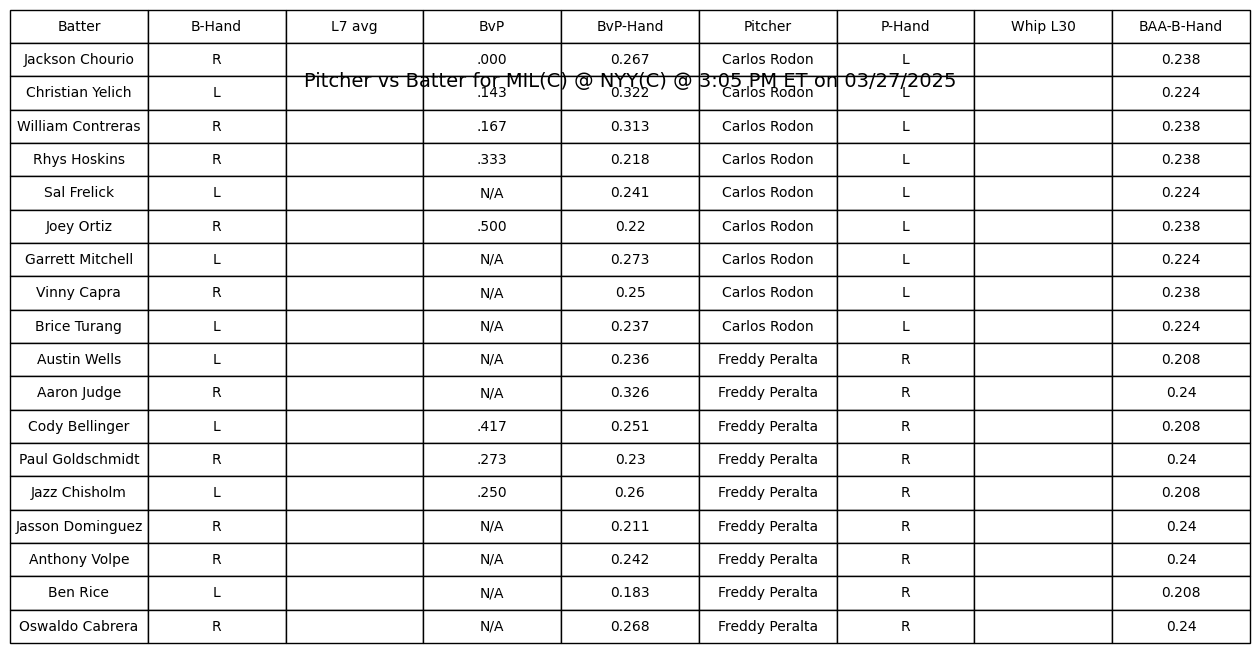 Batter B-Hand L7 avg BvP BvP-Hand Pitcher P-Hand Whip L30 BAA-B-Hand
Jackson Chourio R .000 0.267 Carlos Rodon L 0.238
Pitcher vs Batter for MIL(C) @ NYY(C) @ 3:05 PM ET on 03/27/2025
Christian Yelich L .143 0.322 Carlos Rodon L 0.224
William Contreras R .167 0.313 Carlos Rodon L 0.238
Rhys Hoskins R .333 0.218 Carlos Rodon L 0.238
Sal Frelick L N/A 0.241 Carlos Rodon L 0.224
Joey Ortiz R .500 0.22 Carlos Rodon L 0.238
Garrett Mitchell L N/A 0.273 Carlos Rodon L 0.224
Vinny Capra R N/A 0.25 Carlos Rodon L 0.238
Brice Turang L N/A 0.237 Carlos Rodon L 0.224
Austin Wells L N/A 0.236 Freddy Peralta R 0.208
Aaron Judge R N/A 0.326 Freddy Peralta R 0.24
Cody Bellinger L .417 0.251 Freddy Peralta R 0.208
Paul Goldschmidt R .273 0.23 Freddy Peralta R 0.24
Jazz Chisholm L .250 0.26 Freddy Peralta R 0.208
Jasson Dominguez R N/A 0.211 Freddy Peralta R 0.24
Anthony Volpe R N/A 0.242 Freddy Peralta R 0.24
Ben Rice L N/A 0.183 Freddy Peralta R 0.208
Oswaldo Cabrera R N/A 0.268 Freddy Peralta R 0.24